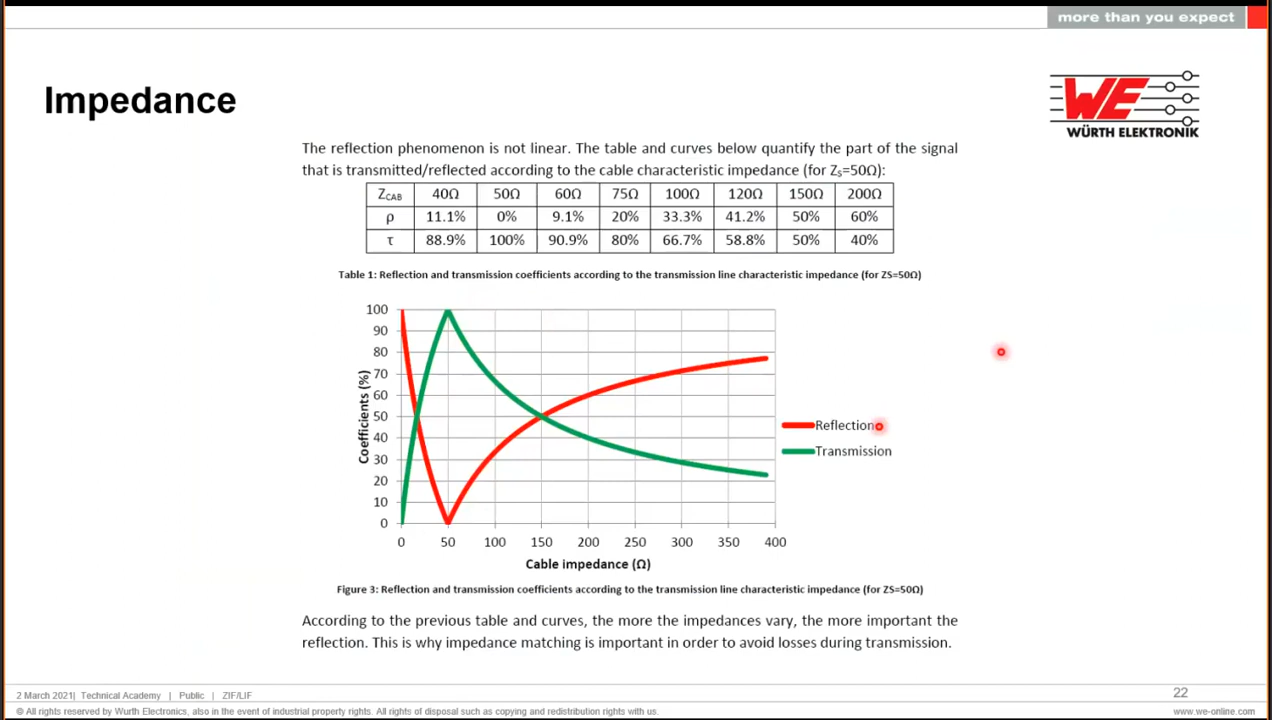 more than you expect
Impedance
WE
WÜRTH ELEKTRONIK
The reflection phenomenon is not linear. The table and curves below quantify the part of the signal
that is transmitted/reflected according to the cable characteristic impedance (for Zs=50Ω):
ZCAB 40Ω 50Ω 60Ω 75Ω 100Ω 120Ω 150Ω 200Ω
ρ 11.1% 0% 9.1% 20% 33.3% 41.2% 50% 60%
τ 88.9% 100% 90.9% 80% 66.7% 58.8% 50% 40%
Table 1: Reflection and transmission coefficients according to the transmission line characteristic impedance (for ZS=50Ω)
100
90
80
70
60
50
40
30
20
10
0
Coefficients (%)
0 50 100 150 200 250 300 350 400
Cable impedance (Ω)
Reflection
Transmission
Figure 3: Reflection and transmission coefficients according to the transmission line characteristic impedance (for ZS=50Ω)
According to the previous table and curves, the more the impedances vary, the more important the
reflection. This is why impedance matching is important in order to avoid losses during transmission.
2 March 2021| Technical Academy | Public | ZIF/LIF
22
© All rights reserved by Wurth Electronics, also in the event of industrial property rights. All rights of disposal such as copying and redistribution rights with us.
www.we-online.com